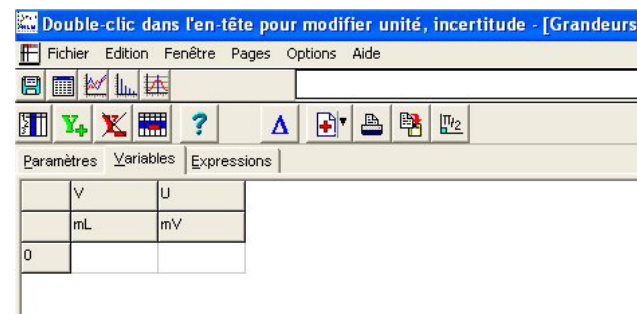 Double-clic dans l'en-tête pour modifier unité, incertitude - [Grandeurs
Fichier Edition Fenêtre Pages Options Aide
Y+ Y ? Δ π/2
Paramètres Variables Expressions
V U
mL mV
0